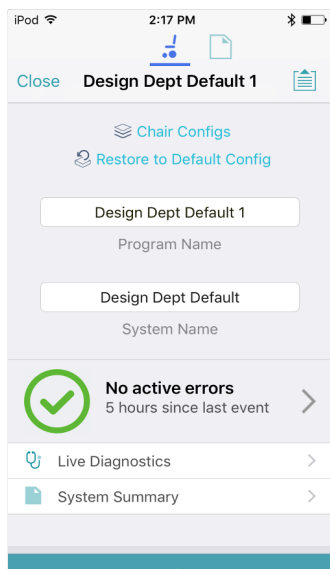 iPod 2:17 PM
Close Design Dept Default 1
Chair Configs
Restore to Default Config
Design Dept Default 1
Program Name
Design Dept Default
System Name
No active errors
5 hours since last event
Live Diagnostics
System Summary